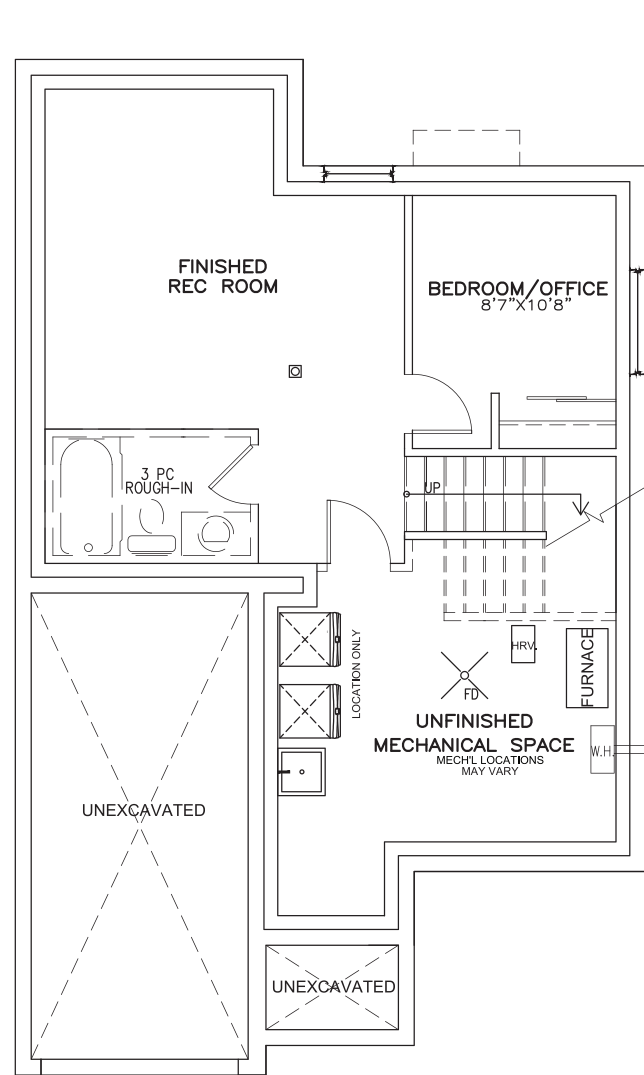 FINISHED
REC ROOM
BEDROOM/OFFICE
8'7"X10'8"
3 PC
ROUGH-IN
UP
LOCATION ONLY
HRV.
FURNACE
FD
UNFINISHED
MECHANICAL SPACE
MECH'L LOCATIONS
MAY VARY
W.H.
UNEXCAVATED
UNEXCAVATED